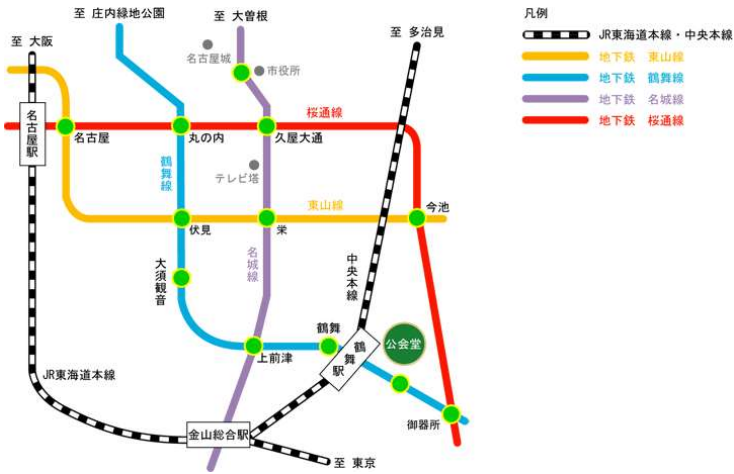 至 庄内緑地公園
至 大曽根
凡例
至 大阪
至 多治見
JR東海道本線・中央本線
名古屋城
市役所
地下鉄 東山線
地下鉄 鶴舞線
地下鉄 名城線
地下鉄 桜通線
桜通線
名古屋駅
名古屋
丸の内
久屋大通
鶴舞線
テレビ塔
東山線
今池
伏見
栄
名城線
中央本線
大須観音
鶴舞
公会堂
鶴舞駅
上前津
JR東海道本線
御器所
金山総合駅
至 東京